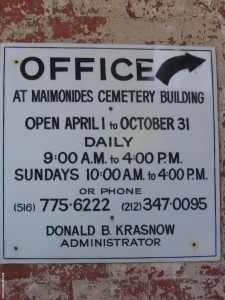 OFFICE
AT MAIMONIDES CEMETERY BUILDING
OPEN APRIL 1 TO OCTOBER 31
DAILY
9:00 A.M. TO 4:00 P.M.
SUNDAYS 10:00 A.M. TO 4:00 P.M.
OR PHONE
(516) 775-6222 (212) 347-0095
DONALD B. KRASNOW
ADMINISTRATOR